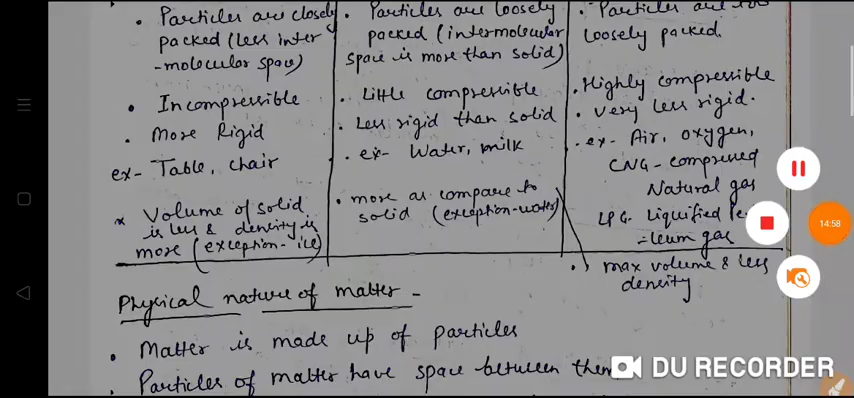 • Particles are closely
packed (less inter
-molecular space)
• Incompressible
• More Rigid
ex- Table, chair
* Volume of solid
is less & density is
more (exception- ice)
• Particles are loosely
packed (intermolecular
space is more than solid)
• Little compressible
• Less rigid than solid
• ex- Water, milk
• more as compare to
solid (exception-water)
• Particles are
loosely packed.
• Highly compressible
• Very less rigid.
• ex- Air, oxygen,
CNG- compressed
Natural gas
LPG- Liquified
=leum gas
• max volume & less
density
Physical nature of matter -
• Matter is made up of particles
• Particles of matter have space between them
14:58
DU RECORDER